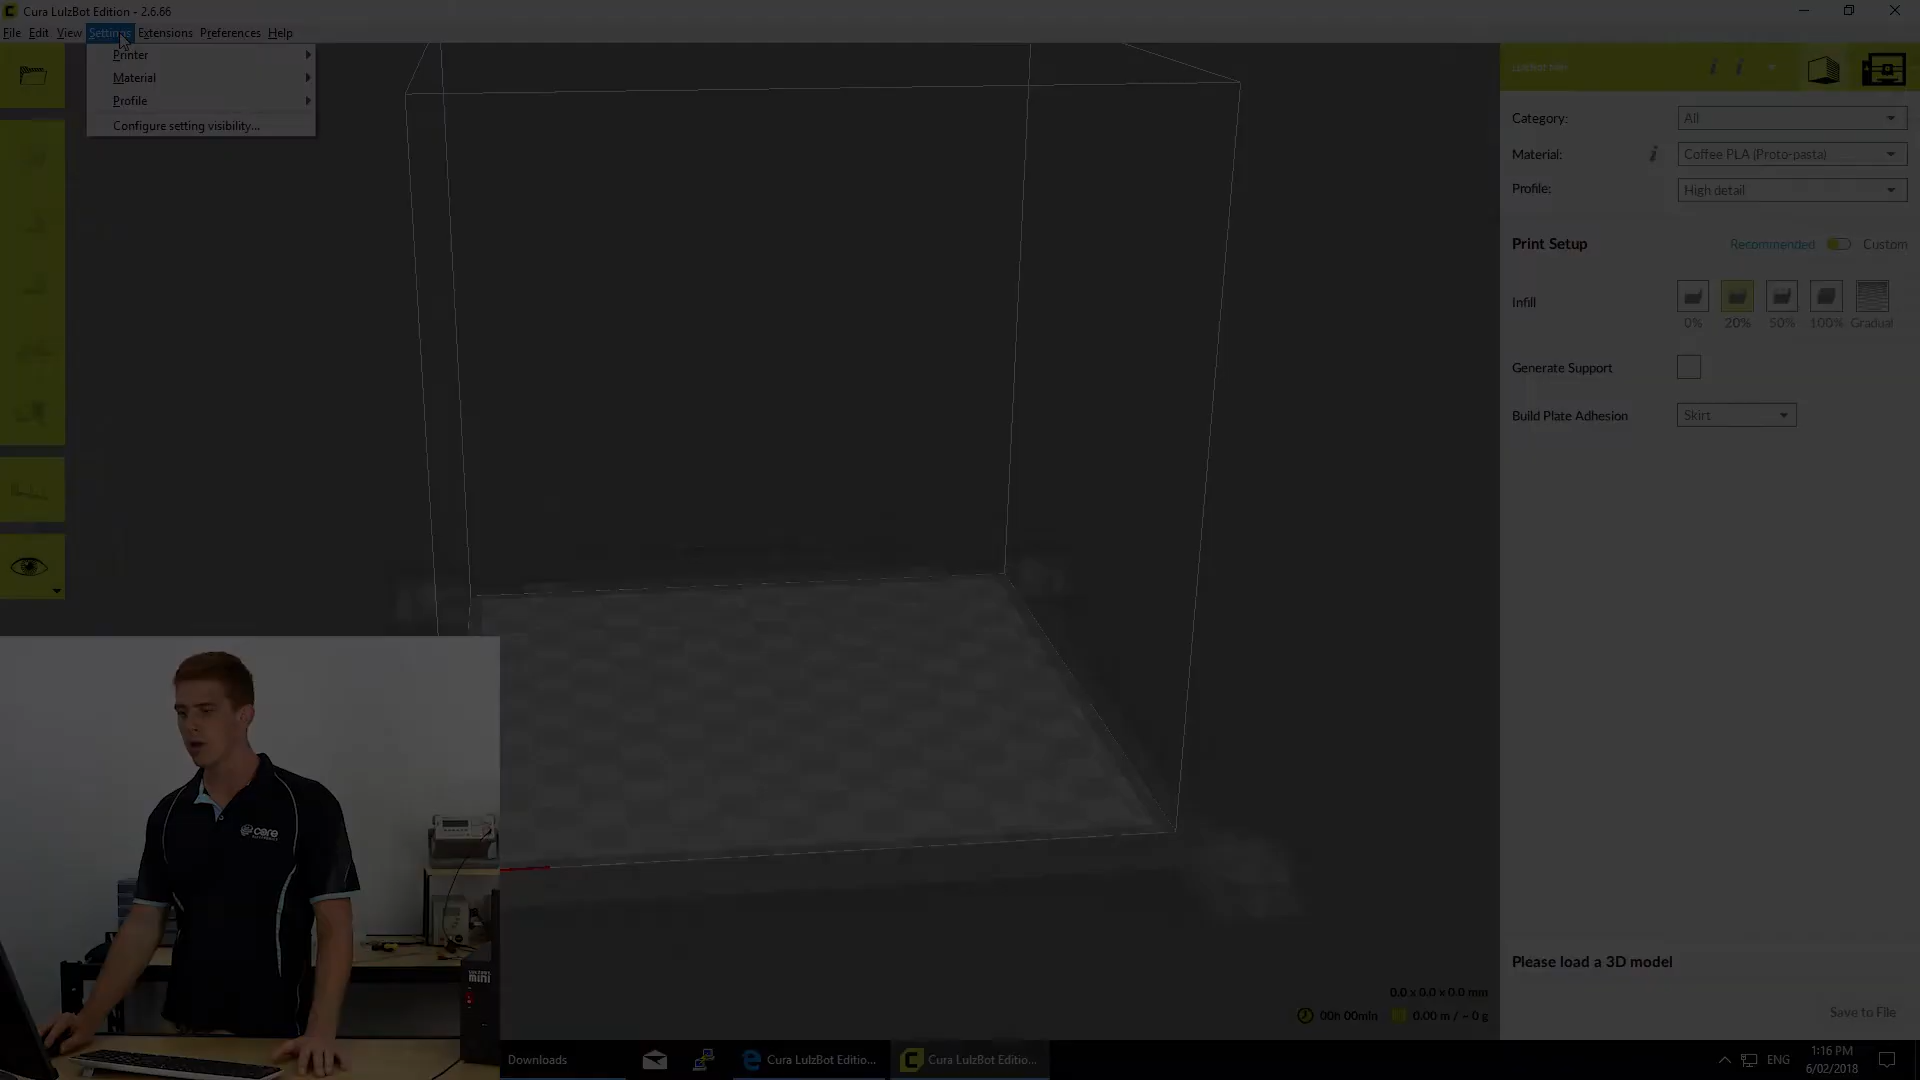 Cura LulzBot Edition - 2.6.66
File Edit View Settings Extensions Preferences Help
Printer
Material
Profile
Configure setting visibility...
LulzBot Mini
Category: All
Material: Coffee PLA (Proto-pasta)
Profile: High detail
Print Setup Recommended Custom
Infill
0% 20% 50% 100% Gradual
Generate Support
Build Plate Adhesion Skirt
core
mini
Please load a 3D model
0.0 x 0.0 x 0.0 mm
00h 00min 0.00 m / ~ 0 g
Save to File
Downloads
Cura LulzBot Editio...
Cura LulzBot Editio...
ENG
1:16 PM
6/02/2018